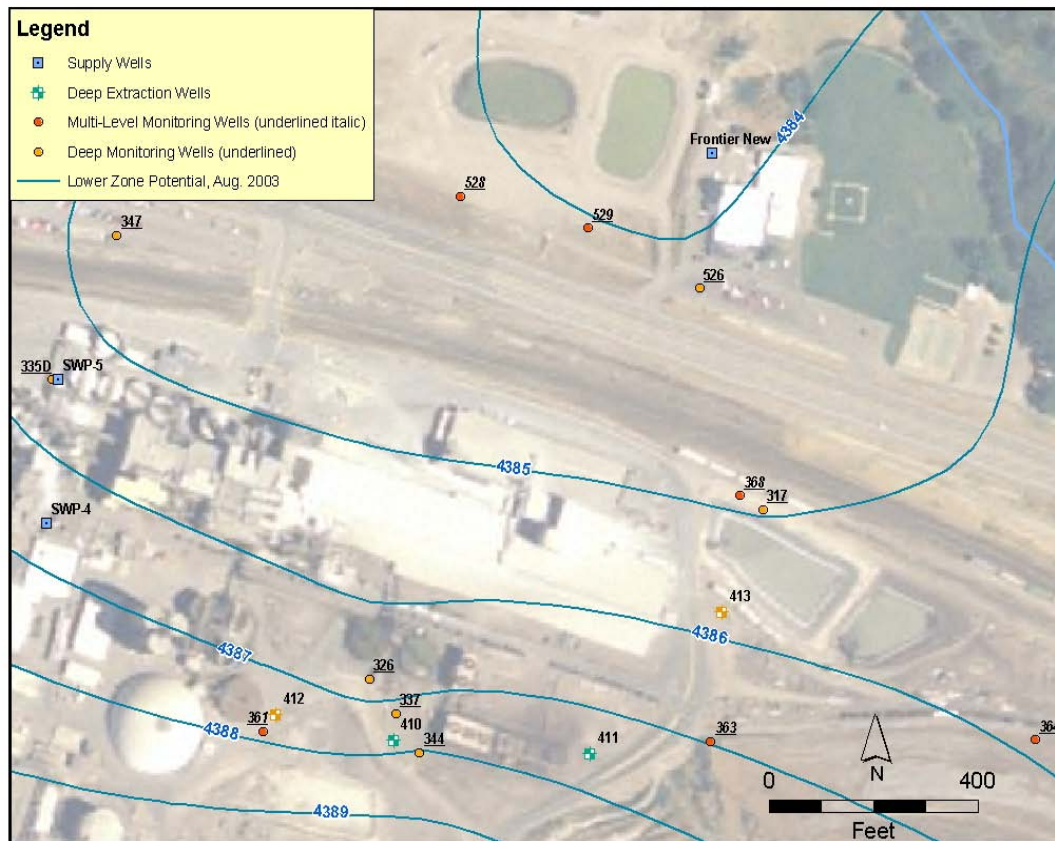 Legend
Supply Wells
Deep Extraction Wells
Multi-Level Monitoring Wells (underlined italic)
Deep Monitoring Wells (underlined)
Lower Zone Potential, Aug. 2003
4384
Frontier New
528
347
529
526
335D
SWP-5
4385
368
317
SWP-4
413
4386
4387
326
412
337
361
410
4388
344
411
363
364
4389
N
0
400
Feet